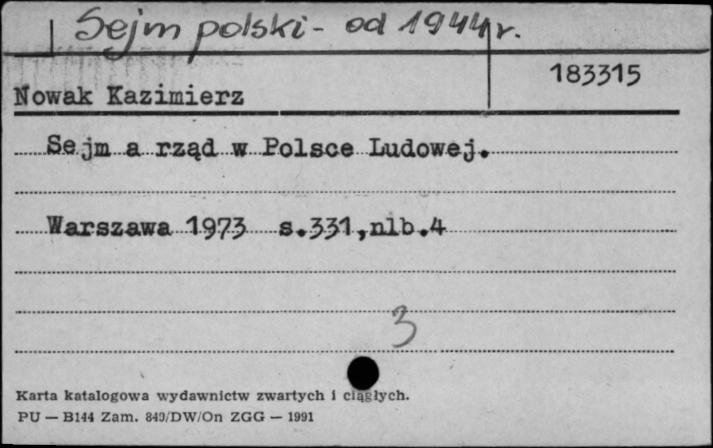 Sejm polski - od 1944 r.
183315
Nowak Kazimierz
Sejm a rząd w Polsce Ludowej.
Warszawa 1973 s.331,nlb.4
3
Karta katalogowa wydawnictw zwartych i ciągłych.
PU — B144 Zam. 849/DW/On ZGG — 1991